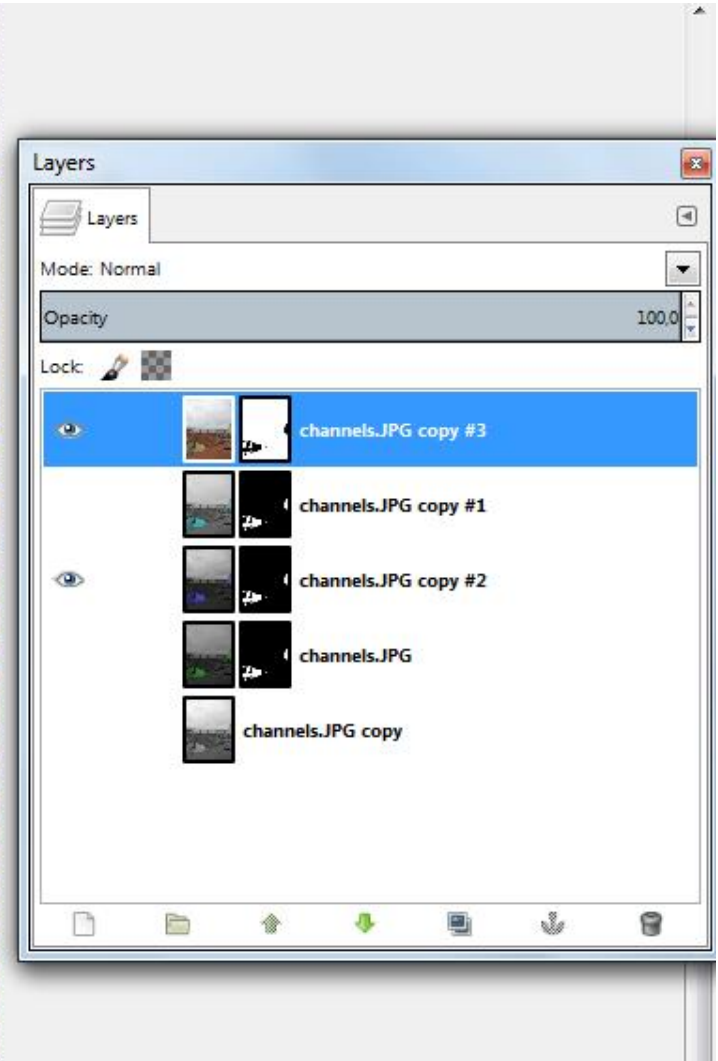 Layers
Layers
Mode: Normal
Opacity 100,0
Lock:
channels.JPG copy #3
channels.JPG copy #1
channels.JPG copy #2
channels.JPG
channels.JPG copy